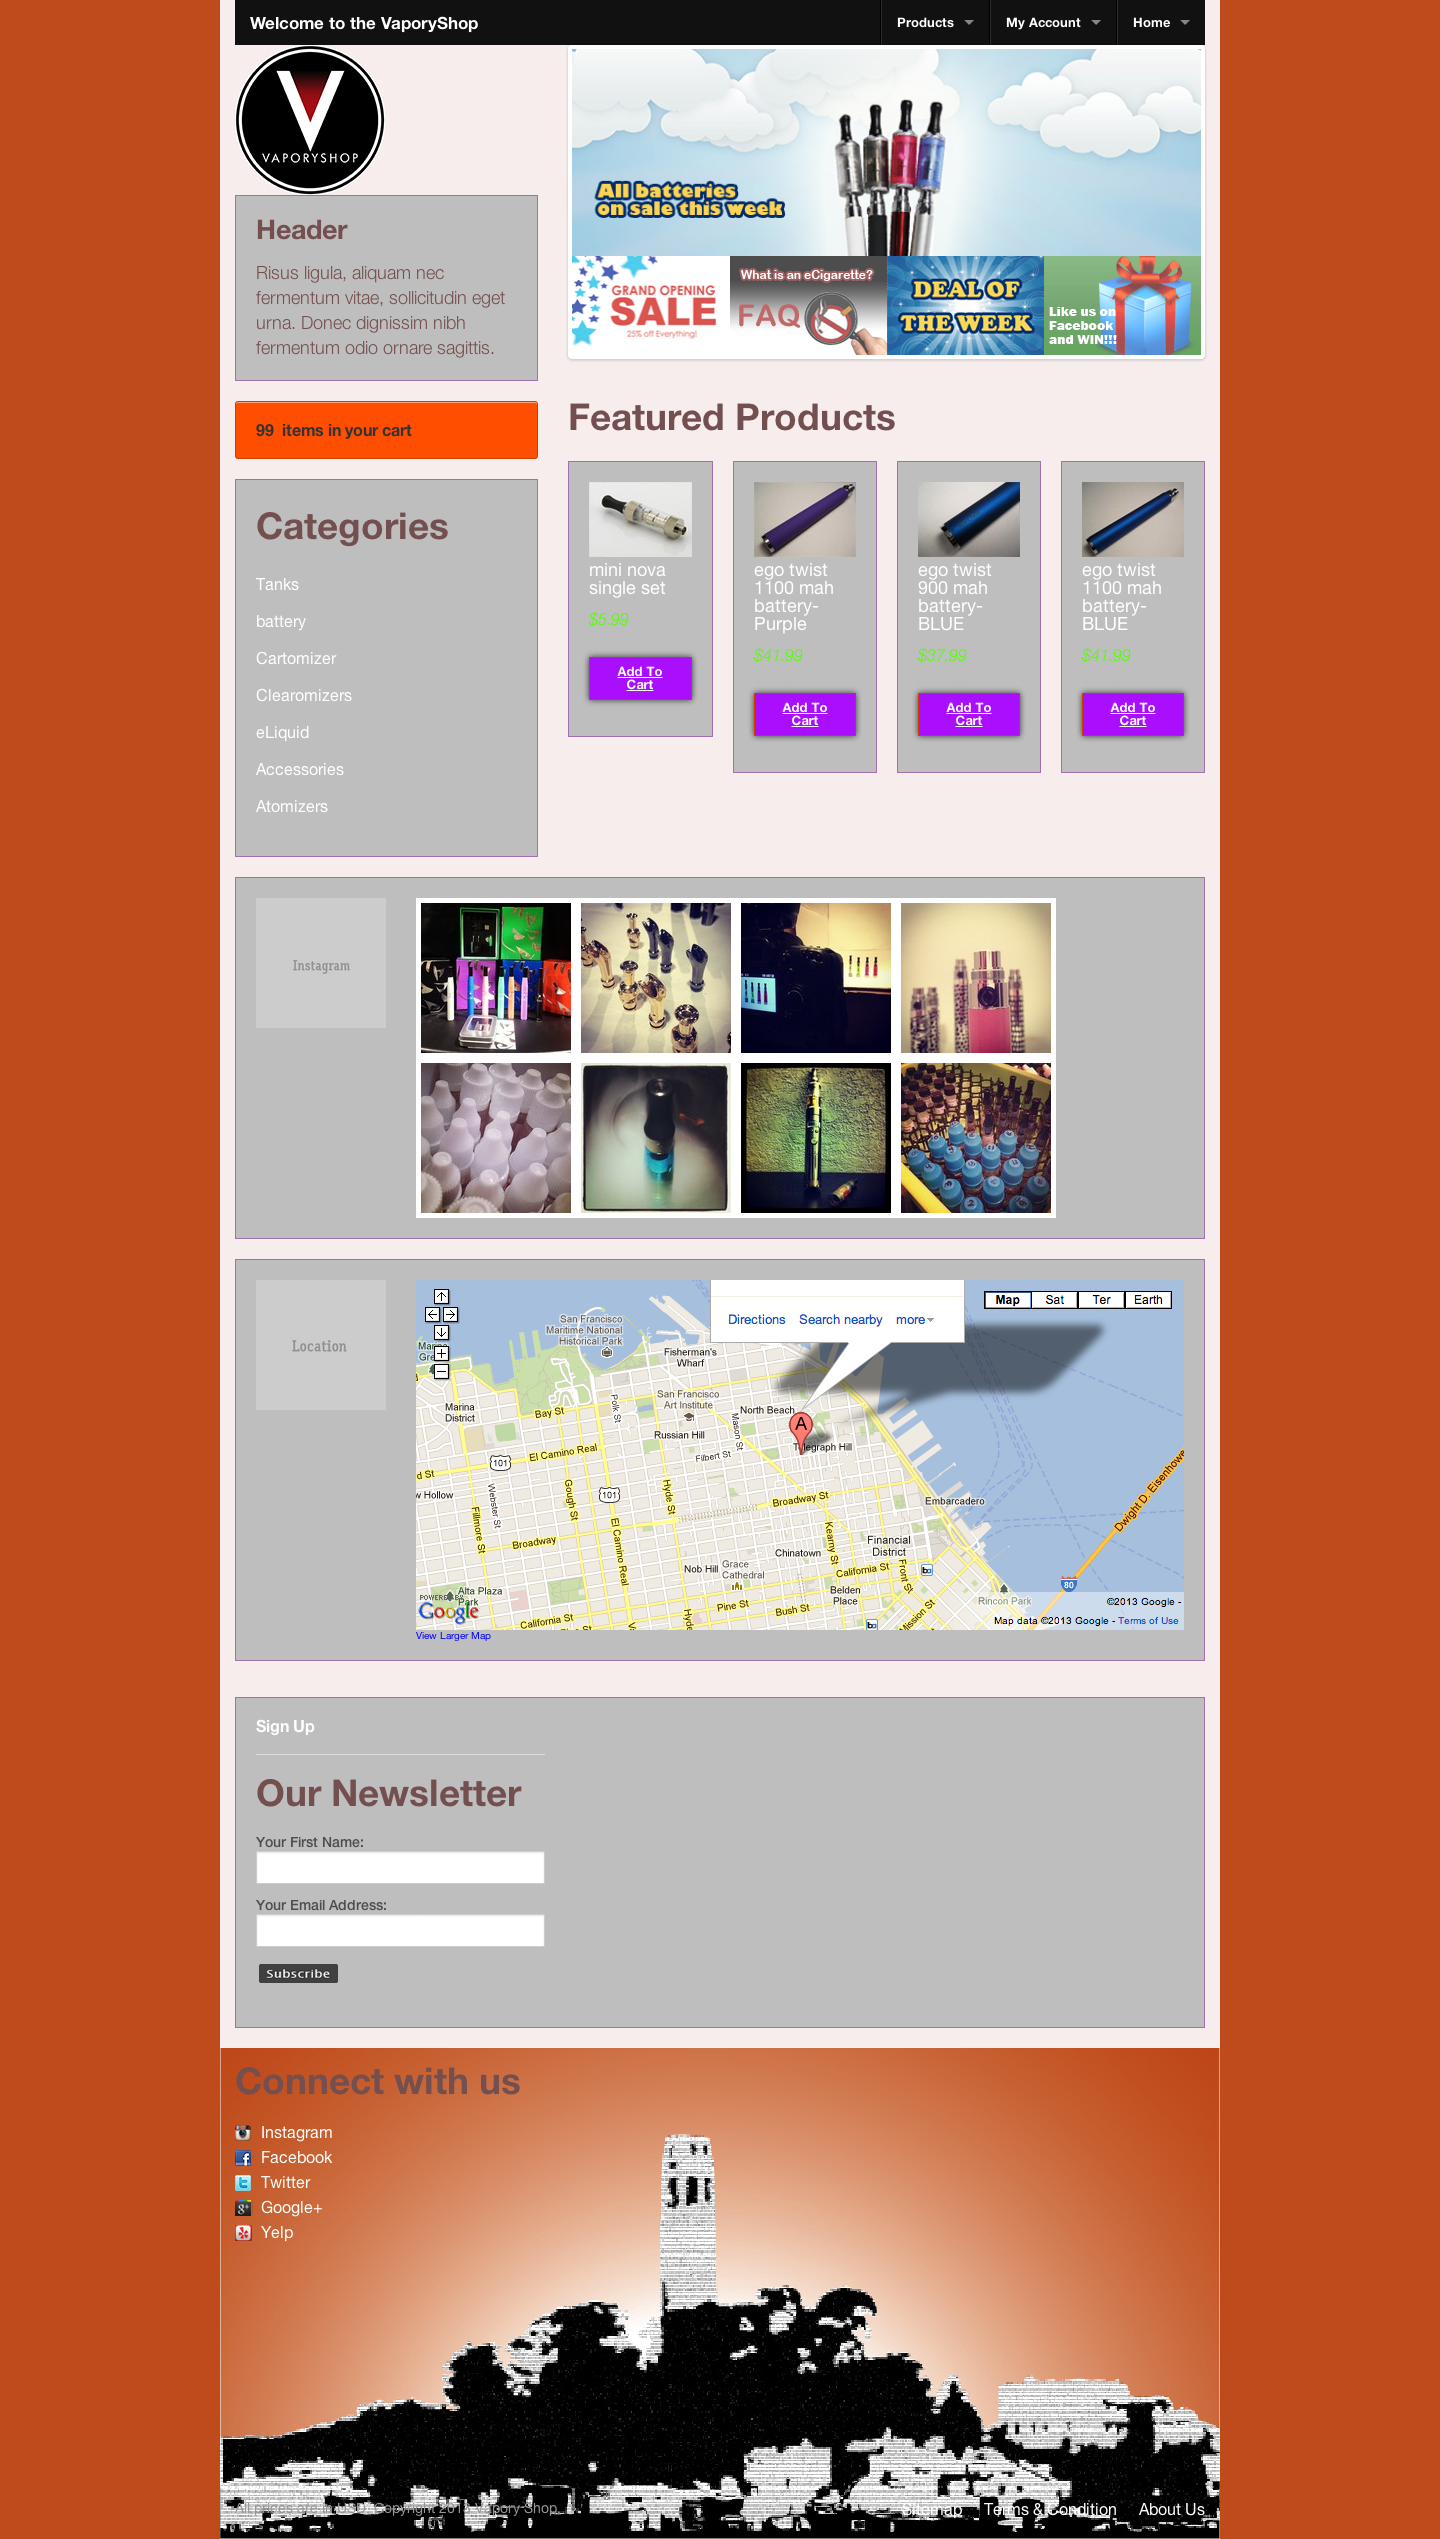 Welcome to the VaporyShop
Products
My Account
Home
V
VAPORYSHOP
All batteries
on sale this week
GRAND OPENING
SALE
25% off Everything!
What is an eCigarette?
FAQ
DEAL OF
THE WEEK
Like us on
Facebook
and WIN!!!
Header
Risus ligula, aliquam nec
fermentum vitae, sollicitudin eget
urna. Donec dignissim nibh
fermentum odio ornare sagittis.
99 items in your cart
Categories
Tanks
battery
Cartomizer
Clearomizers
eLiquid
Accessories
Atomizers
Featured Products
mini nova
single set
$5.99
Add To
Cart
ego twist
1100 mah
battery-
Purple
$41.99
Add To
Cart
ego twist
900 mah
battery-
BLUE
$37.99
Add To
Cart
ego twist
1100 mah
battery-
BLUE
$41.99
Add To
Cart
Instagram
Location
Directions
Search nearby
more
Map
Sat
Ter
Earth
San Francisco
Maritime National
Historical Park
Fisherman's
Wharf
Marina
District
Bay St
Polk St
San Francisco
Art Institute
North Beach
Mason St
A
Russian Hill
Telegraph Hill
Filbert St
El Camino Real
101
Webster St
Gough St
101
Hyde St
w Hollow
Fillmore St
El Camino Real
Broadway St
Broadway
Kearny St
Embarcadero
Dwight D. Eisenhowe
Financial
District
Chinatown
Nob Hill
Grace
Cathedral
California St
Front St
Belden
Place
80
Alta Plaza
Park
Pine St
Bush St
Hyde
Mission St
Rincon Park
California St
POWERED BY
Google
©2013 Google -
Map data ©2013 Google - Terms of Use
View Larger Map
Sign Up
Our Newsletter
Your First Name:
Your Email Address:
Subscribe
Connect with us
Instagram
Facebook
Twitter
Google+
Yelp
Copyright
Vapory Shop.
Sitemap
Terms & Condition
About Us